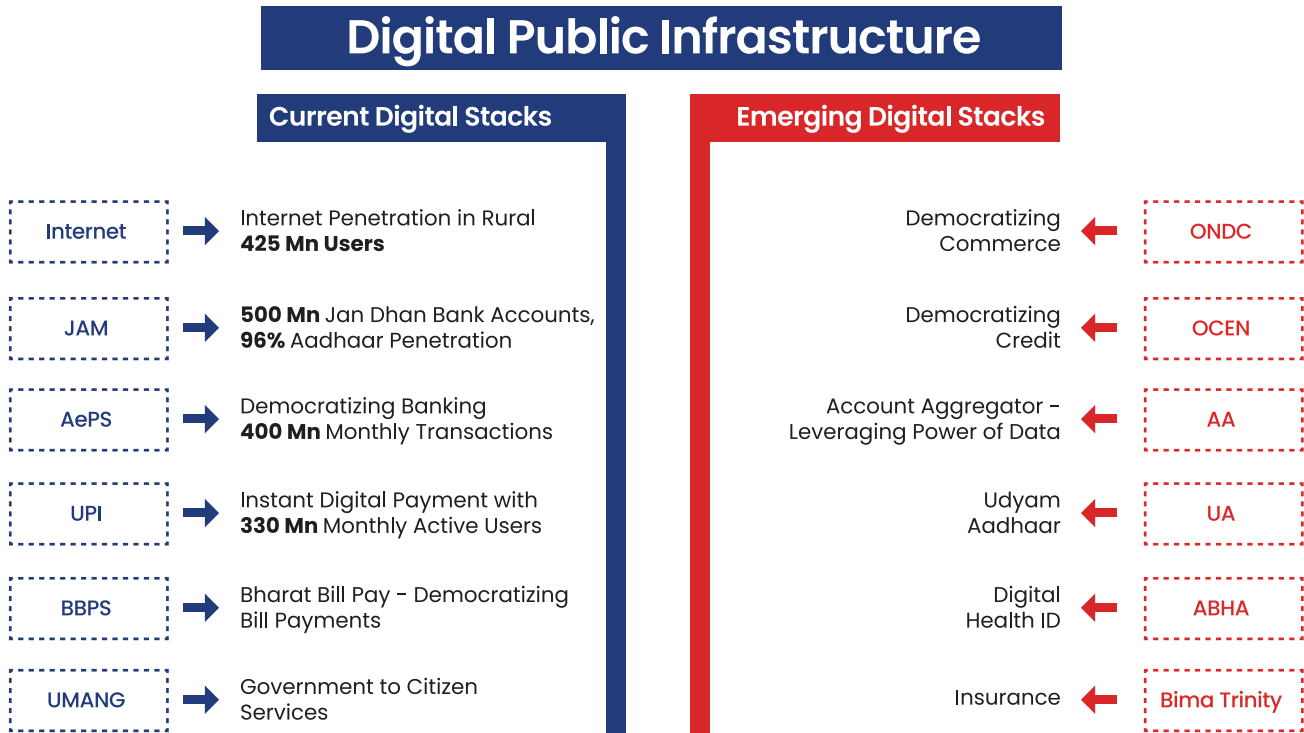 Digital Public Infrastructure
Current Digital Stacks
Internet
Internet Penetration in Rural
425 Mn Users
JAM
500 Mn Jan Dhan Bank Accounts,
96% Aadhaar Penetration
AePS
Democratizing Banking
400 Mn Monthly Transactions
UPI
Instant Digital Payment with
330 Mn Monthly Active Users
BBPS
Bharat Bill Pay - Democratizing
Bill Payments
UMANG
Government to Citizen
Services
Emerging Digital Stacks
Democratizing
Commerce
ONDC
Democratizing
Credit
OCEN
Account Aggregator -
Leveraging Power of Data
AA
Udyam
Aadhaar
UA
Digital
Health ID
ABHA
Insurance
Bima Trinity